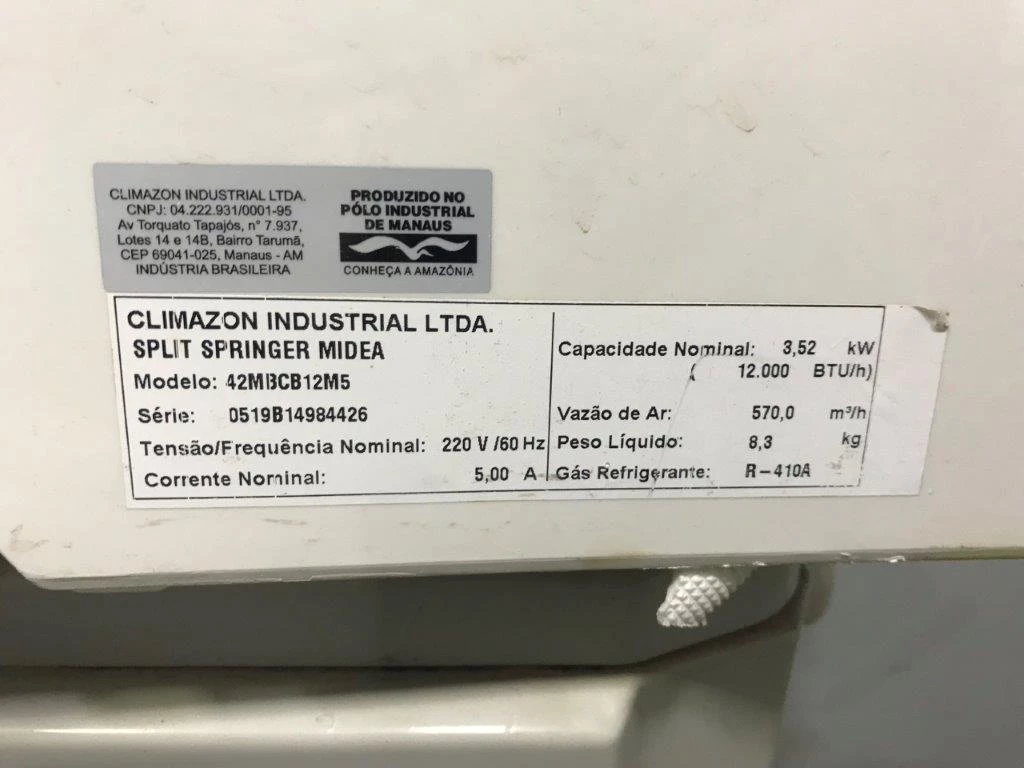 CLIMAZON INDUSTRIAL LTDA.
CNPJ: 04.222.931/0001-95
Av Torquato Tapajós, n° 7.937,
Lotes 14 e 14B, Bairro Tarumã,
CEP 69041-025, Manaus - AM
INDÚSTRIA BRASILEIRA
PRODUZIDO NO
PÓLO INDUSTRIAL
DE MANAUS
CONHEÇA A AMAZÔNIA
CLIMAZON INDUSTRIAL LTDA.
SPLIT SPRINGER MIDEA
Modelo: 42MBCB12M5
Série: 0519B14984426
Tensão/Frequência Nominal: 220 V /60 Hz
Corrente Nominal: 5,00 A
Capacidade Nominal: 3,52 kW
( 12.000 BTU/h)
Vazão de Ar: 570,0 m³/h
Peso Líquido: 8,3 kg
Gás Refrigerante: R-410A